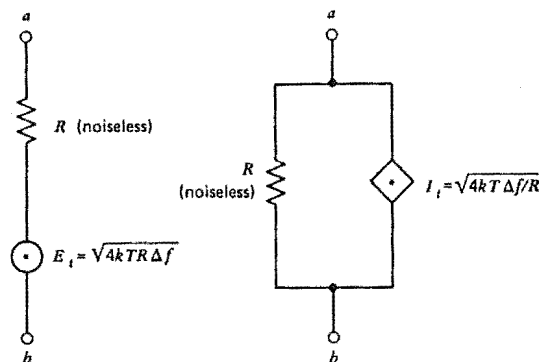 a
R (noiseless)
E_t = √4kTRΔf
b
a
R
(noiseless)
I_t = √4kTΔf/R
b